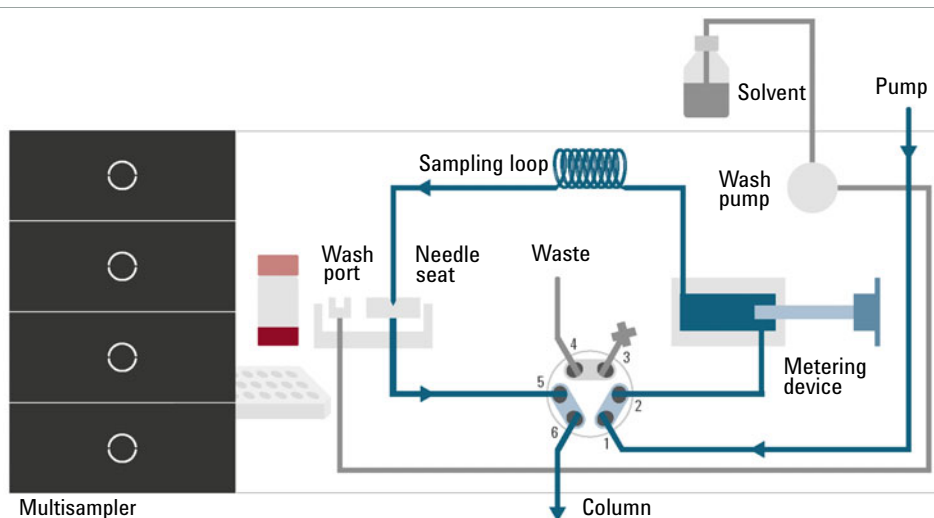 Solvent
Pump
Sampling loop
Wash
pump
Wash
port
Needle
seat
Waste
4
3
Metering
device
5
2
6
1
Multisampler
Column